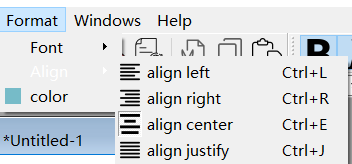 Format Windows Help
Font
Align
color
align left Ctrl+L
align right Ctrl+R
align center Ctrl+E
align justify Ctrl+J
*Untitled-1
B